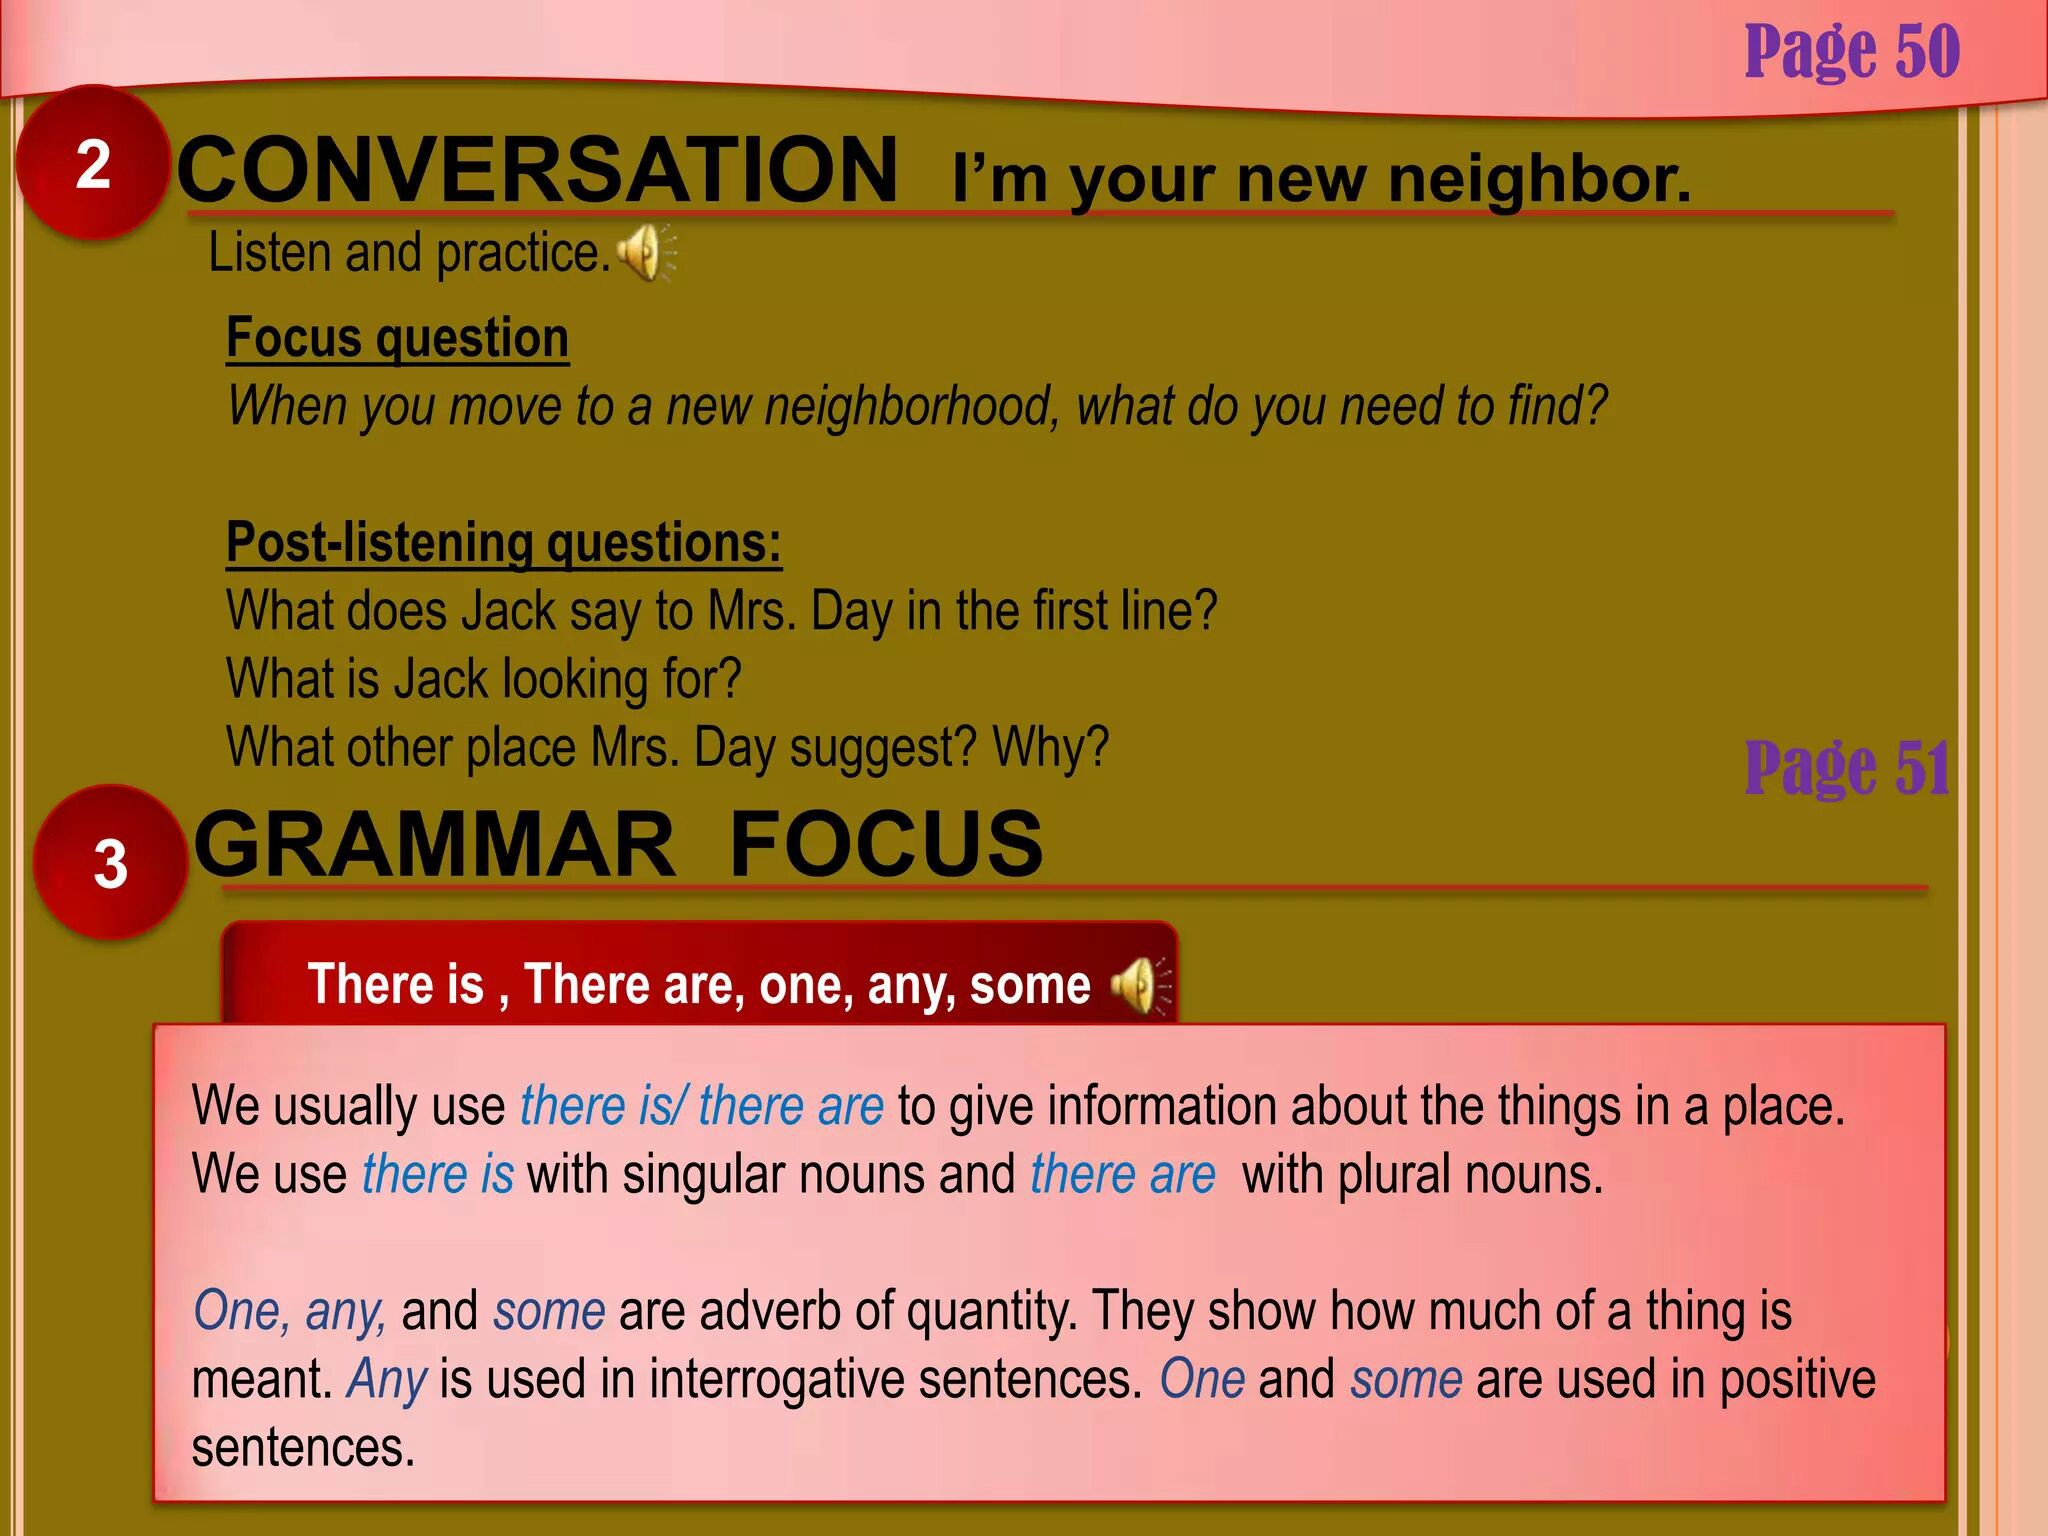 Page 50
2
CONVERSATION I’m your new neighbor.
Listen and practice.
Focus question
When you move to a new neighborhood, what do you need to find?
Post-listening questions:
What does Jack say to Mrs. Day in the first line?
What is Jack looking for?
What other place Mrs. Day suggest? Why?
Page 51
3
GRAMMAR FOCUS
There is , There are, one, any, some
We usually use there is/ there are to give information about the things in a place.
We use there is with singular nouns and there are with plural nouns.
One, any, and some are adverb of quantity. They show how much of a thing is
meant. Any is used in interrogative sentences. One and some are used in positive
sentences.